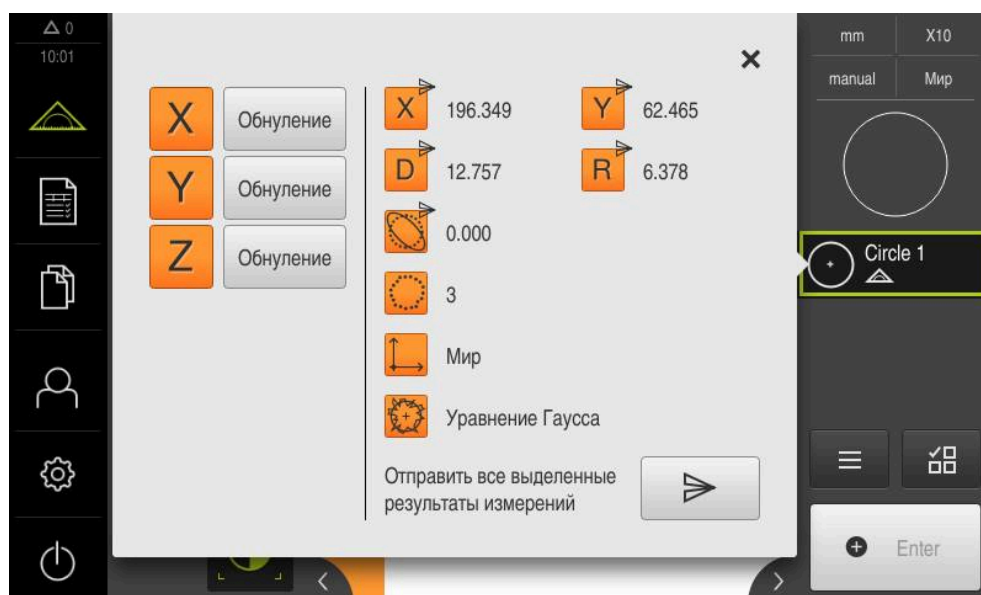 0
10:01
mm X10
manual Мир
X Обнуление
Y Обнуление
Z Обнуление
X 196.349 Y 62.465
D 12.757 R 6.378
0.000
3
Мир
Уравнение Гаусса
Отправить все выделенные
результаты измерений
Circle 1
Enter